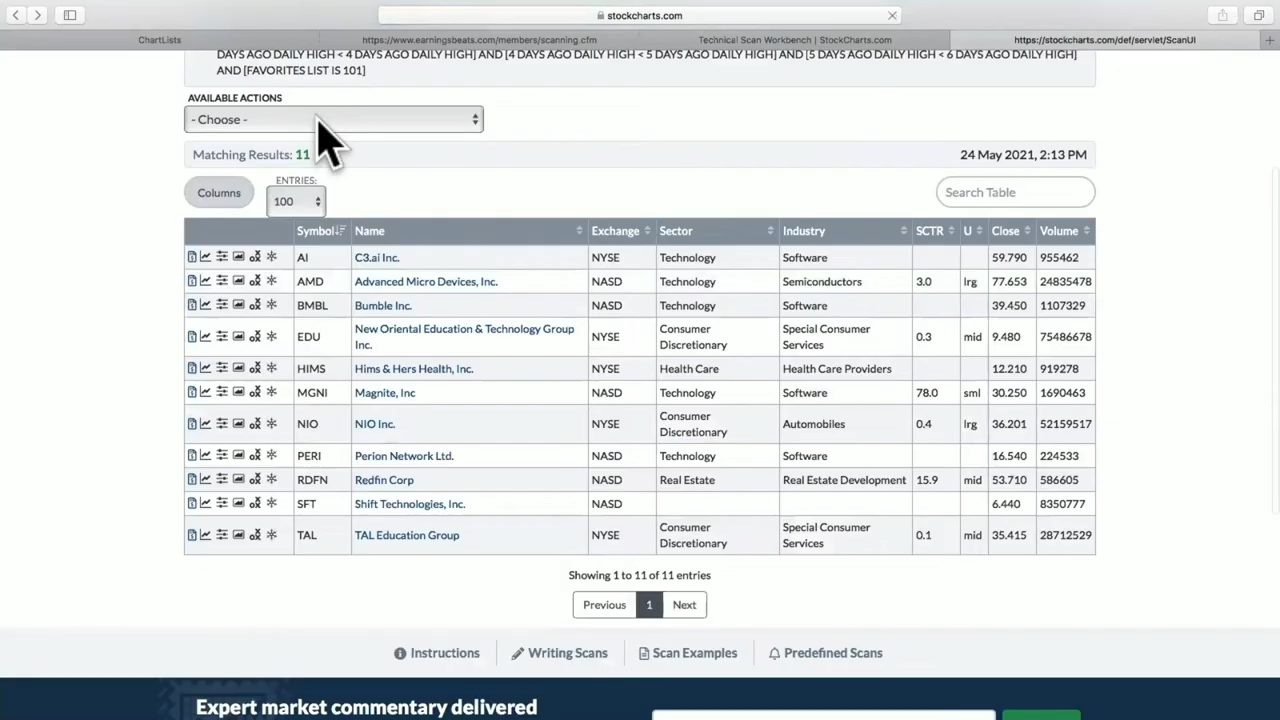 stockcharts.com
ChartLists
https://www.earningsbeats.com/members/scanning.cfm
Technical Scan Workbench | StockCharts.com
https://stockcharts.com/def/servlet/ScanUI
DAYS AGO DAILY HIGH < 4 DAYS AGO DAILY HIGH] AND [4 DAYS AGO DAILY HIGH < 5 DAYS AGO DAILY HIGH] AND [5 DAYS AGO DAILY HIGH < 6 DAYS AGO DAILY HIGH]
AND [FAVORITES LIST IS 101]
AVAILABLE ACTIONS
- Choose -
Matching Results: 11
24 May 2021, 2:13 PM
Columns
ENTRIES:
100
Search Table
Symbol Name Exchange Sector Industry SCTR U Close Volume
AI C3.ai Inc. NYSE Technology Software 59.790 955462
AMD Advanced Micro Devices, Inc. NASD Technology Semiconductors 3.0 lrg 77.653 24835478
BMBL Bumble Inc. NASD Technology Software 39.450 1107329
EDU New Oriental Education & Technology Group Inc. NYSE Consumer Discretionary Special Consumer Services 0.3 mid 9.480 75486678
HIMS Hims & Hers Health, Inc. NYSE Health Care Health Care Providers 12.210 919278
MGNI Magnite, Inc NASD Technology Software 78.0 sml 30.250 1690463
NIO NIO Inc. NYSE Consumer Discretionary Automobiles 0.4 lrg 36.201 52159517
PERI Perion Network Ltd. NASD Technology Software 16.540 224533
RDFN Redfin Corp NASD Real Estate Real Estate Development 15.9 mid 53.710 586605
SFT Shift Technologies, Inc. NASD 6.440 8350777
TAL TAL Education Group NYSE Consumer Discretionary Special Consumer Services 0.1 mid 35.415 28712529
Showing 1 to 11 of 11 entries
Previous 1 Next
Instructions
Writing Scans
Scan Examples
Predefined Scans
Expert market commentary delivered